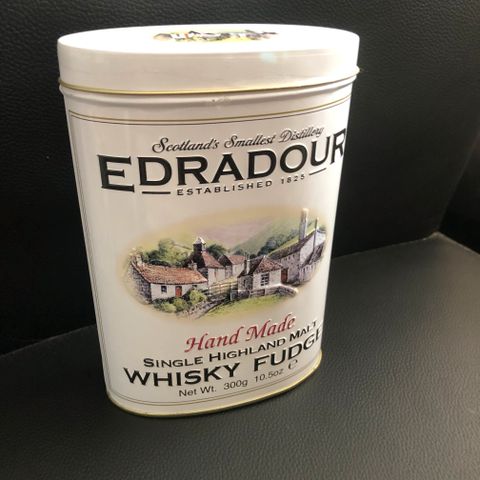 Scotland's Smallest Distillery
EDRADOUR
ESTABLISHED 1825
Hand Made
SINGLE HIGHLAND MALT
WHISKY FUDGE
Net Wt. 300g 10.5oz ℮